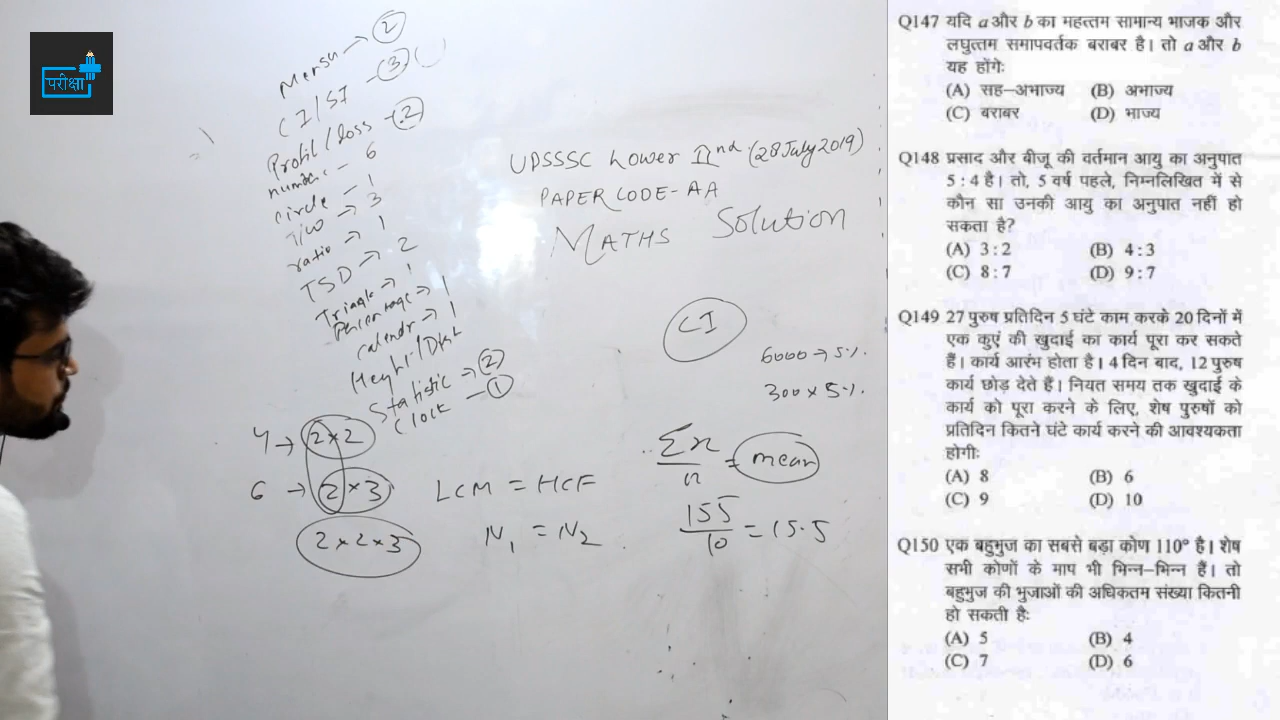 परीक्षा
Mensu → 2
CI/SI - 3
Profit/loss - 2
numbers - 6
circle - 1
T/W → 3
ratio → 1
TSD → 2
Triangle → 1
Percentage → 1
Calendr → 1
Height/Dist
Statistic → 2
Clock - 1
UPSSSC Lower IInd (28 July 2019)
PAPER CODE - AA
MATHS Solution
CI
6000 → 5%.
300 × 5%.
4 → 2×2
6 → 2×3
2×2×3
LCM = HCF
N₁ = N₂
Σx/n = mean
155/10 = 15.5
Q147 यदि a और b का महत्तम सामान्य भाजक और
लघुत्तम समापवर्तक बराबर है। तो a और b
यह होंगेः
(A) सह–अभाज्य (B) अभाज्य
(C) बराबर (D) भाज्य
Q148 प्रसाद और बीजू की वर्तमान आयु का अनुपात
5 : 4 है। तो, 5 वर्ष पहले, निम्नलिखित में से
कौन सा उनकी आयु का अनुपात नहीं हो
सकता है?
(A) 3 : 2 (B) 4 : 3
(C) 8 : 7 (D) 9 : 7
Q149 27 पुरुष प्रतिदिन 5 घंटे काम करके 20 दिनों में
एक कुएं की खुदाई का कार्य पूरा कर सकते
हैं। कार्य आरंभ होता है। 4 दिन बाद, 12 पुरुष
कार्य छोड़ देते हैं। नियत समय तक खुदाई के
कार्य को पूरा करने के लिए, शेष पुरुषों को
प्रतिदिन कितने घंटे कार्य करने की आवश्यकता
होगीः
(A) 8 (B) 6
(C) 9 (D) 10
Q150 एक बहुभुज का सबसे बड़ा कोण 110° है। शेष
सभी कोणों के माप भी भिन्न–भिन्न हैं। तो
बहुभुज की भुजाओं की अधिकतम संख्या कितनी
हो सकती हैः
(A) 5 (B) 4
(C) 7 (D) 6